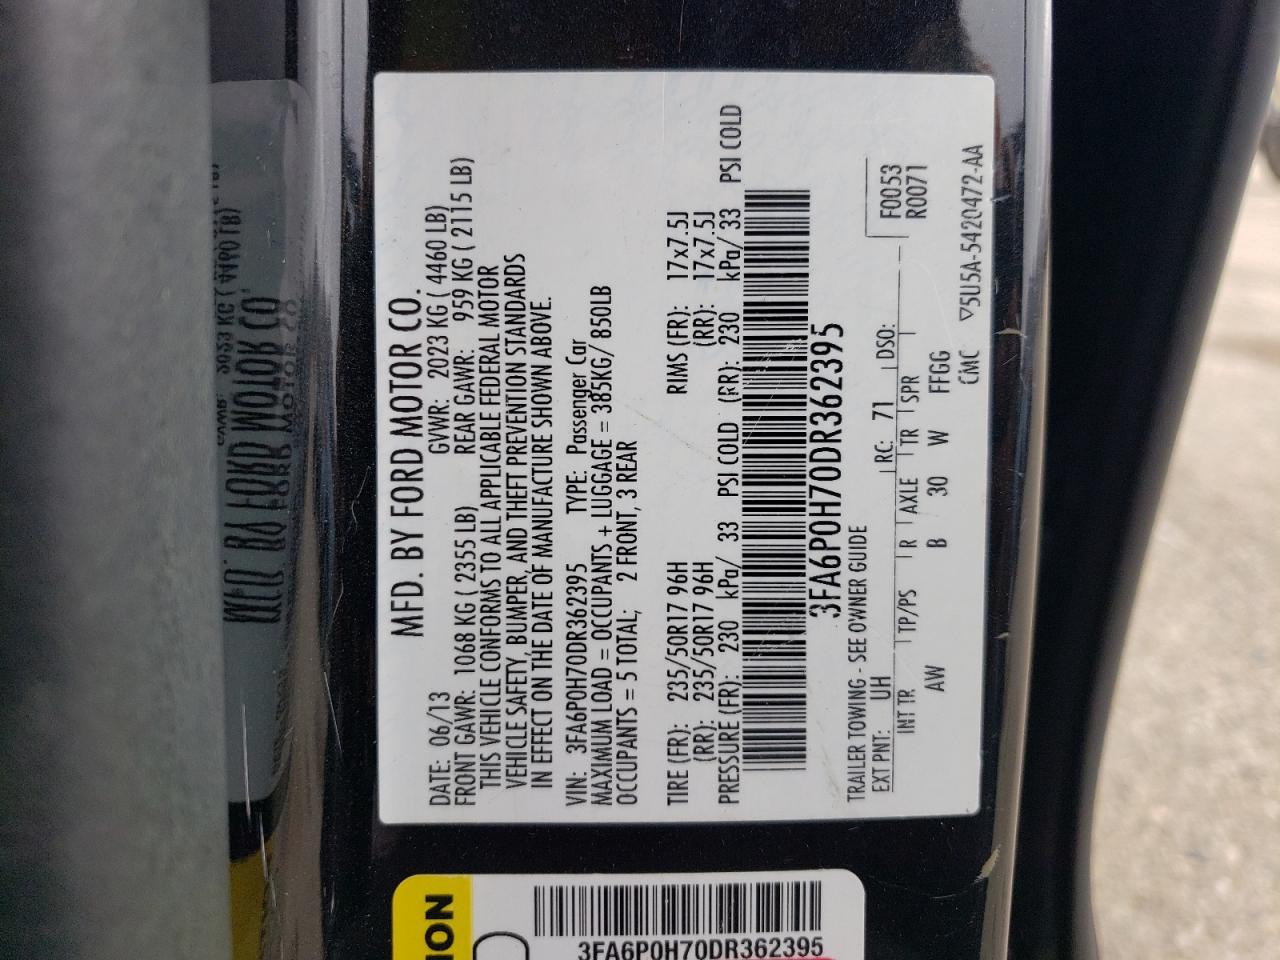 MFD. BY FORD MOTOR CO.
DATE: 06/13 GVWR: 2023 KG ( 4460 LB)
FRONT GAWR: 1068 KG ( 2355 LB) REAR GAWR: 959 KG ( 2115 LB)
THIS VEHICLE CONFORMS TO ALL APPLICABLE FEDERAL MOTOR
VEHICLE SAFETY, BUMPER, AND THEFT PREVENTION STANDARDS
IN EFFECT ON THE DATE OF MANUFACTURE SHOWN ABOVE.
VIN: 3FA6P0H70DR362395 TYPE: Passenger Car
MAXIMUM LOAD = OCCUPANTS + LUGGAGE = 385KG/ 850LB
OCCUPANTS = 5 TOTAL; 2 FRONT, 3 REAR
TIRE (FR): 235/50R17 96H RIMS (FR): 17x7.5J
(RR): 235/50R17 96H (RR): 17x7.5J
PRESSURE (FR): 230 kPa/ 33 PSI COLD (RR): 230 kPa/ 33 PSI COLD
3FA6P0H70DR362395
TRAILER TOWING - SEE OWNER GUIDE F0053
EXT PNT: UH RC: 71 DSO: R0071
INT TR TP/PS R AXLE TR SPR
AW B 30 W FFGG
CMC ▽5U5A-5420472-AA
ION
3FA6P0H70DR362395